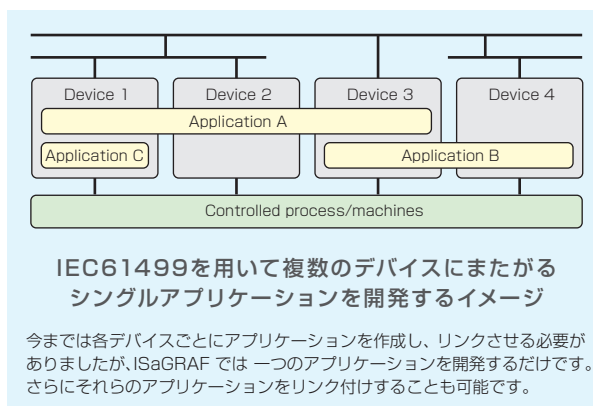 Device 1 Device 2 Device 3 Device 4
Application A
Application C Application B
Controlled process/machines
IEC61499を用いて複数のデバイスにまたがる
シングルアプリケーションを開発するイメージ
今までは各デバイスごとにアプリケーションを作成し、リンクさせる必要が
ありましたが、ISaGRAF では 一つのアプリケーションを開発するだけです。
さらにそれらのアプリケーションをリンク付けすることも可能です。